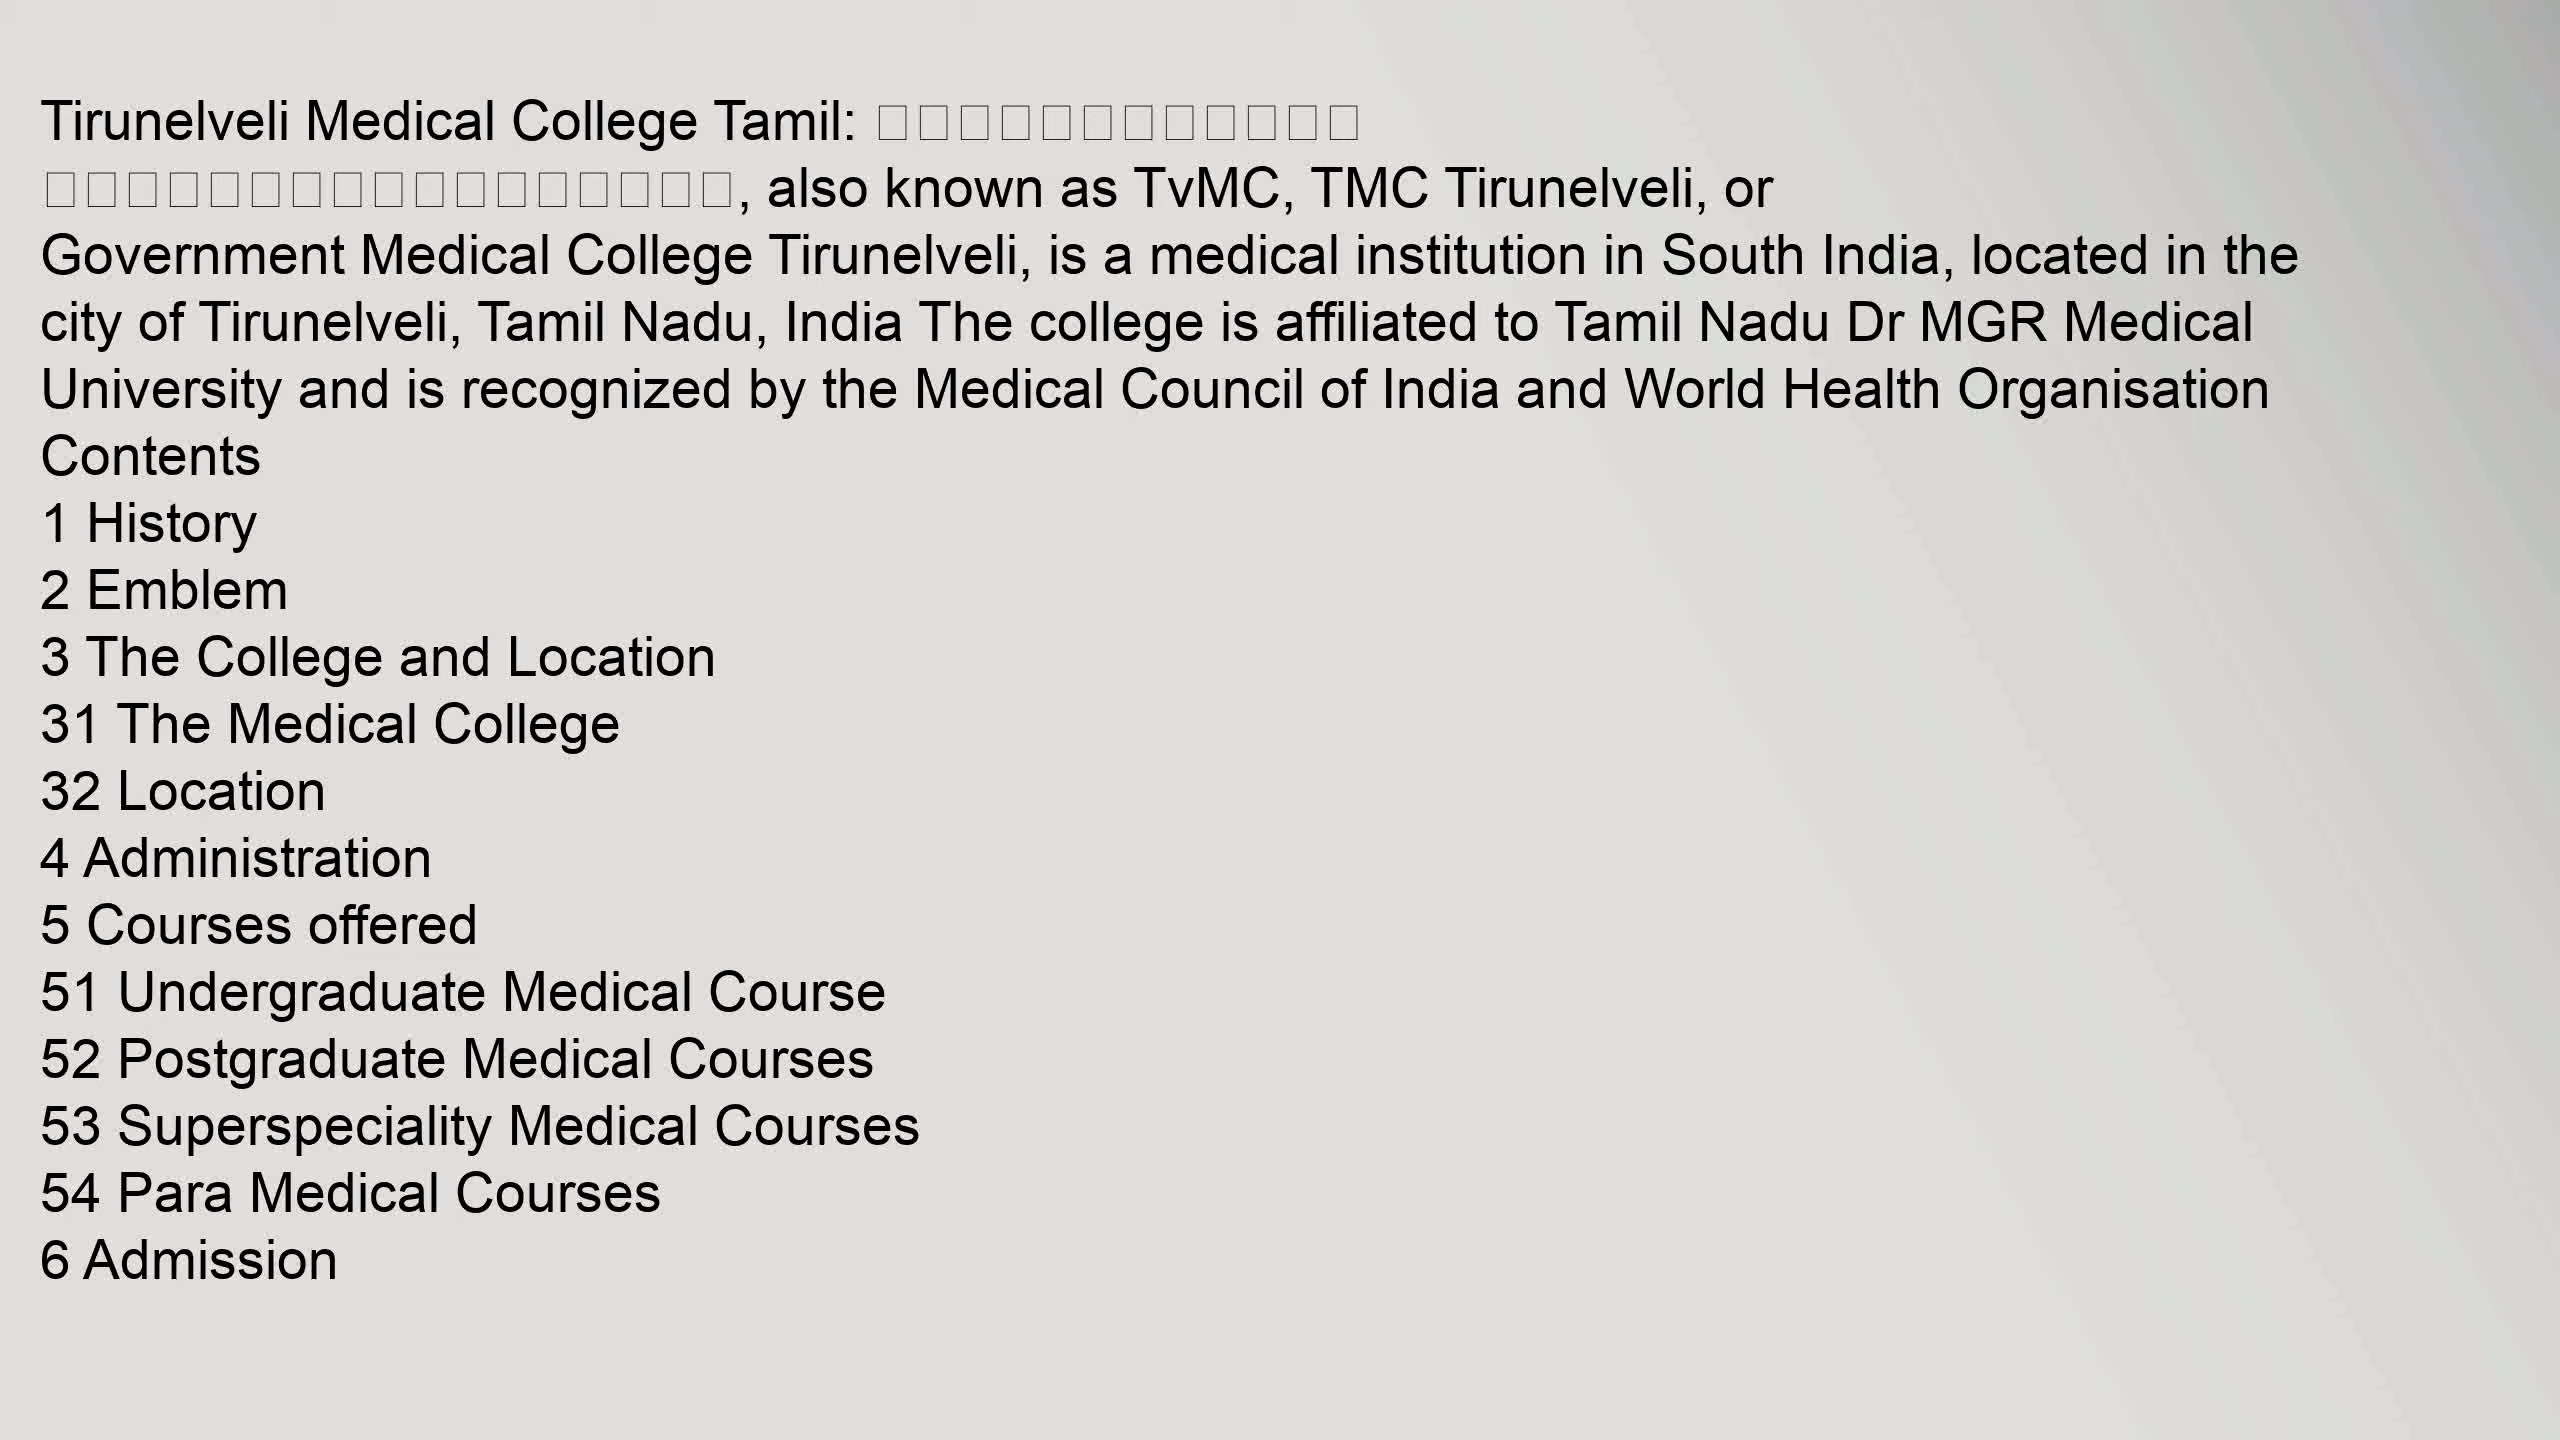 Tirunelveli Medical College Tamil: □□□□□□□□□□□□
□□□□□□□□□□□□□□□□□, also known as TvMC, TMC Tirunelveli, or
Government Medical College Tirunelveli, is a medical institution in South India, located in the
city of Tirunelveli, Tamil Nadu, India The college is affiliated to Tamil Nadu Dr MGR Medical
University and is recognized by the Medical Council of India and World Health Organisation
Contents
1 History
2 Emblem
3 The College and Location
31 The Medical College
32 Location
4 Administration
5 Courses offered
51 Undergraduate Medical Course
52 Postgraduate Medical Courses
53 Superspeciality Medical Courses
54 Para Medical Courses
6 Admission